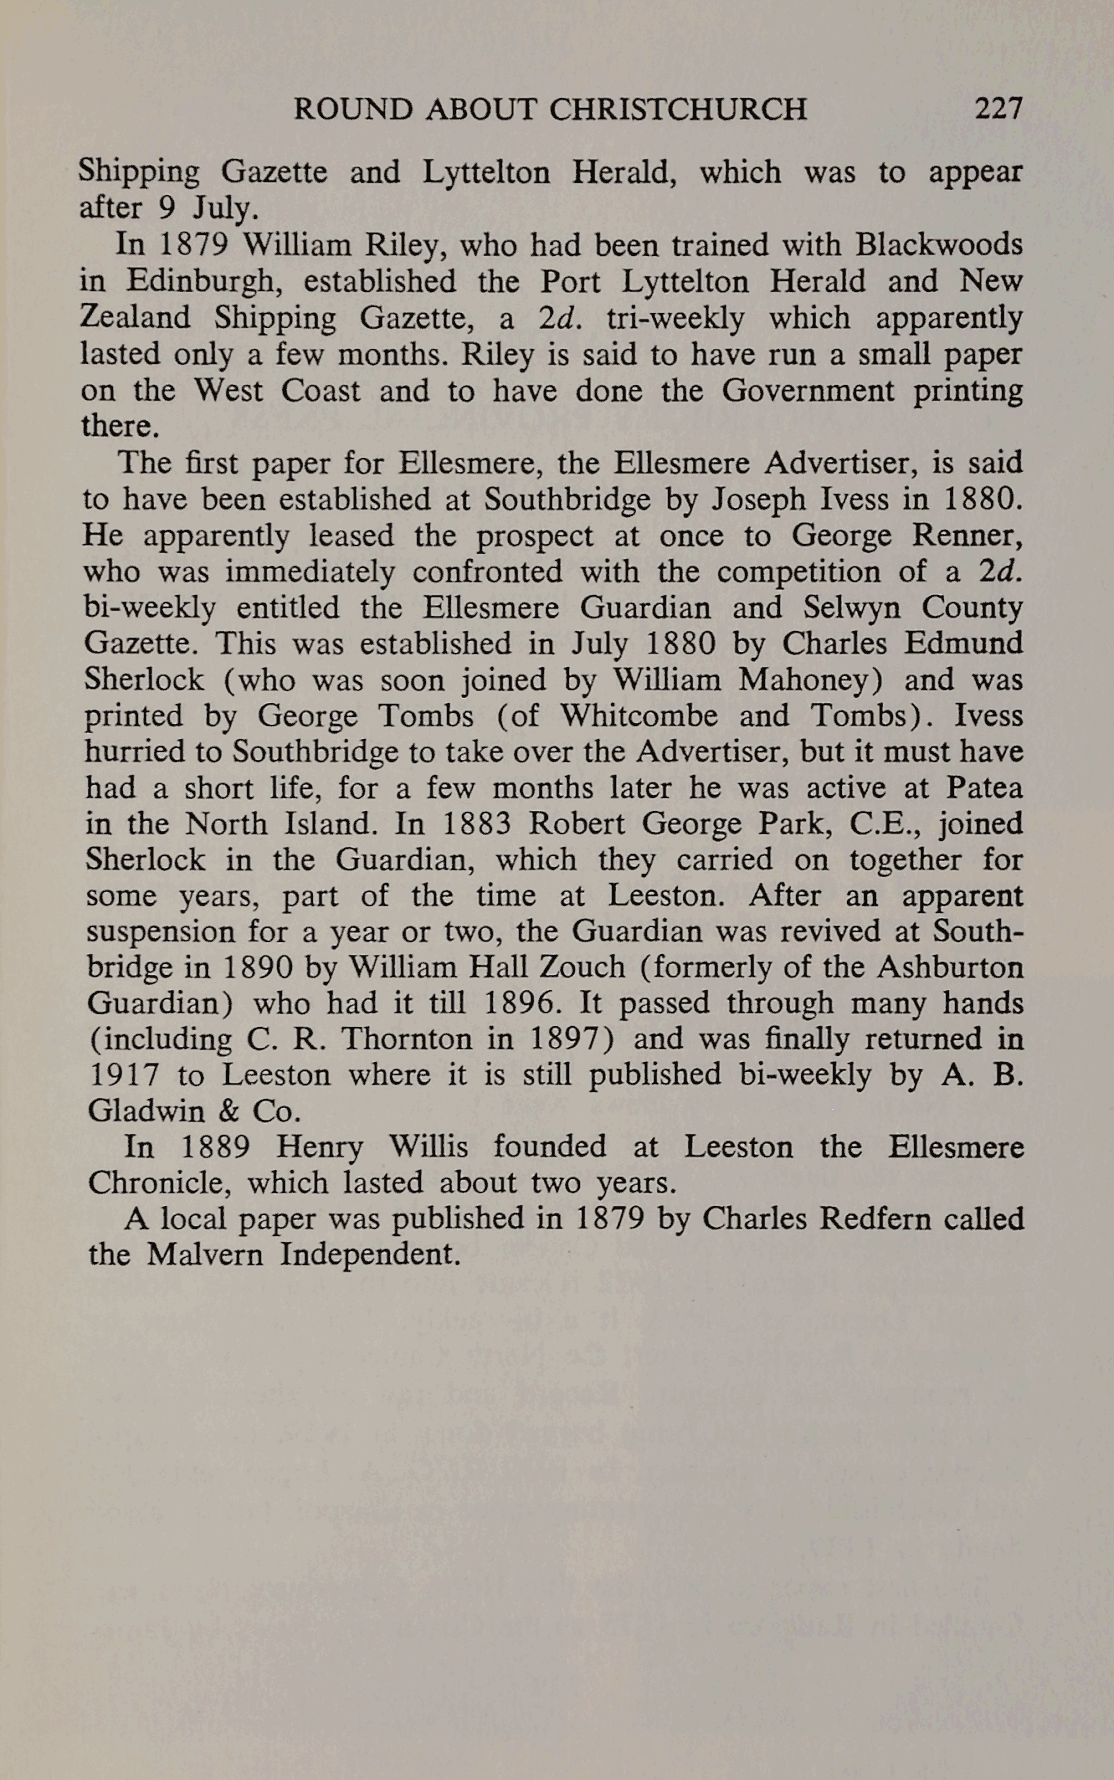 ROUND ABOUT CHRISTCHURCH 227
Shipping Gazette and Lyttelton Herald, which was to appear
after 9 July.
In 1879 William Riley, who had been trained with Blackwoods
in Edinburgh, established the Port Lyttelton Herald and New
Zealand Shipping Gazette, a 2d. tri-weekly which apparently
lasted only a few months. Riley is said to have run a small paper
on the West Coast and to have done the Government printing
there.
The first paper for Ellesmere, the Ellesmere Advertiser, is said
to have been established at Southbridge by Joseph Ivess in 1880.
He apparently leased the prospect at once to George Renner,
who was immediately confronted with the competition of a 2d.
bi-weekly entitled the Ellesmere Guardian and Selwyn County
Gazette. This was established in July 1880 by Charles Edmund
Sherlock (who was soon joined by William Mahoney) and was
printed by George Tombs (of Whitcombe and Tombs). Ivess
hurried to Southbridge to take over the Advertiser, but it must have
had a short life, for a few months later he was active at Patea
in the North Island. In 1883 Robert George Park, C.E., joined
Sherlock in the Guardian, which they carried on together for
some years, part of the time at Leeston. After an apparent
suspension for a year or two, the Guardian was revived at South-
bridge in 1890 by William Hall Zouch (formerly of the Ashburton
Guardian) who had it till 1896. It passed through many hands
(including C. R. Thornton in 1897) and was finally returned in
1917 to Leeston where it is still published bi-weekly by A. B.
Gladwin & Co.
In 1889 Henry Willis founded at Leeston the Ellesmere
Chronicle, which lasted about two years.
A local paper was published in 1879 by Charles Redfern called
the Malvern Independent.